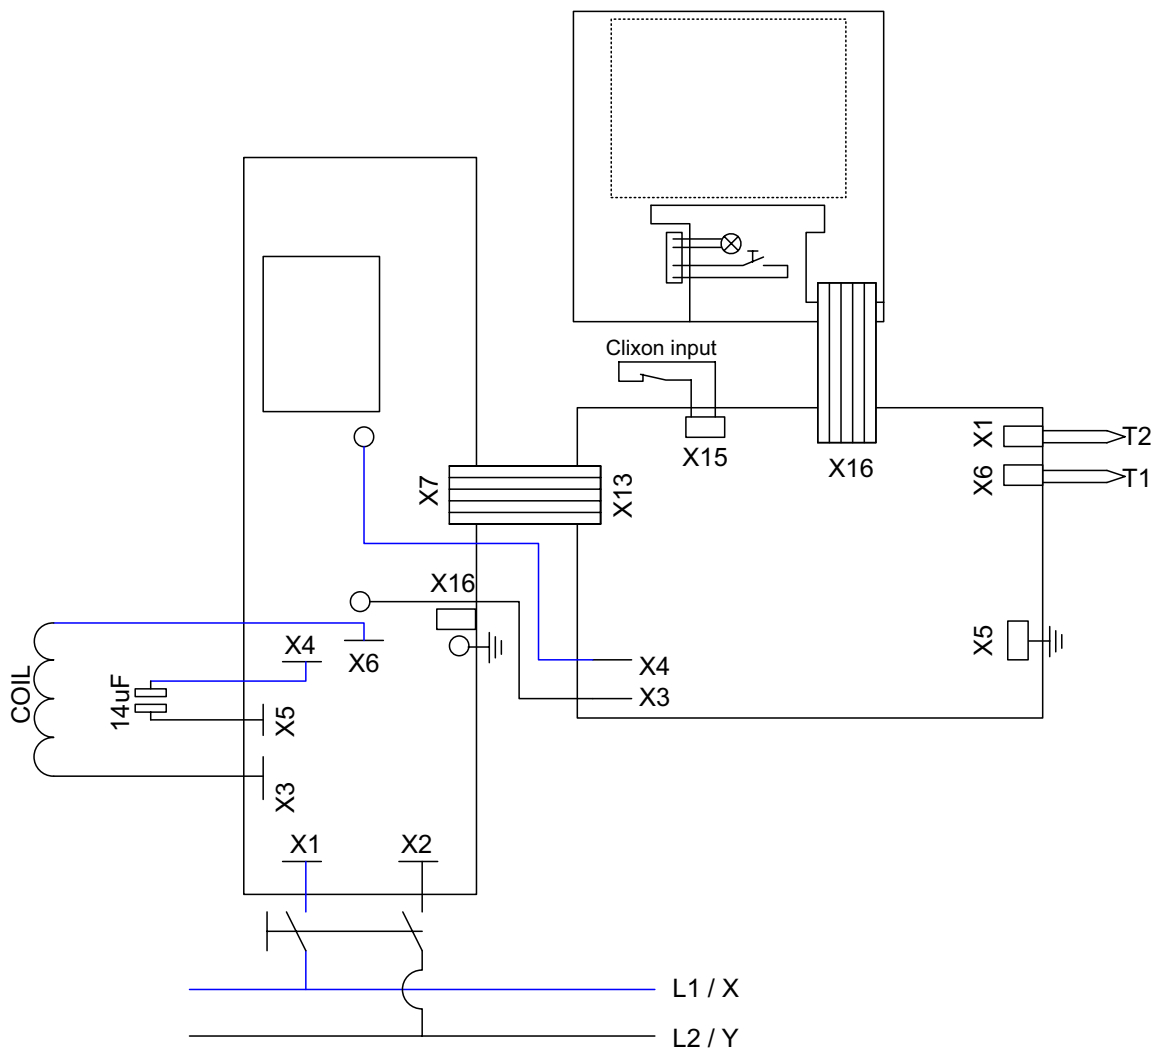 Clixon input
X15
X16
X1
T2
X6
T1
X7
X13
X16
X4
X6
X5
X4
X3
COIL
14uF
X5
X3
X1
X2
L1 / X
L2 / Y